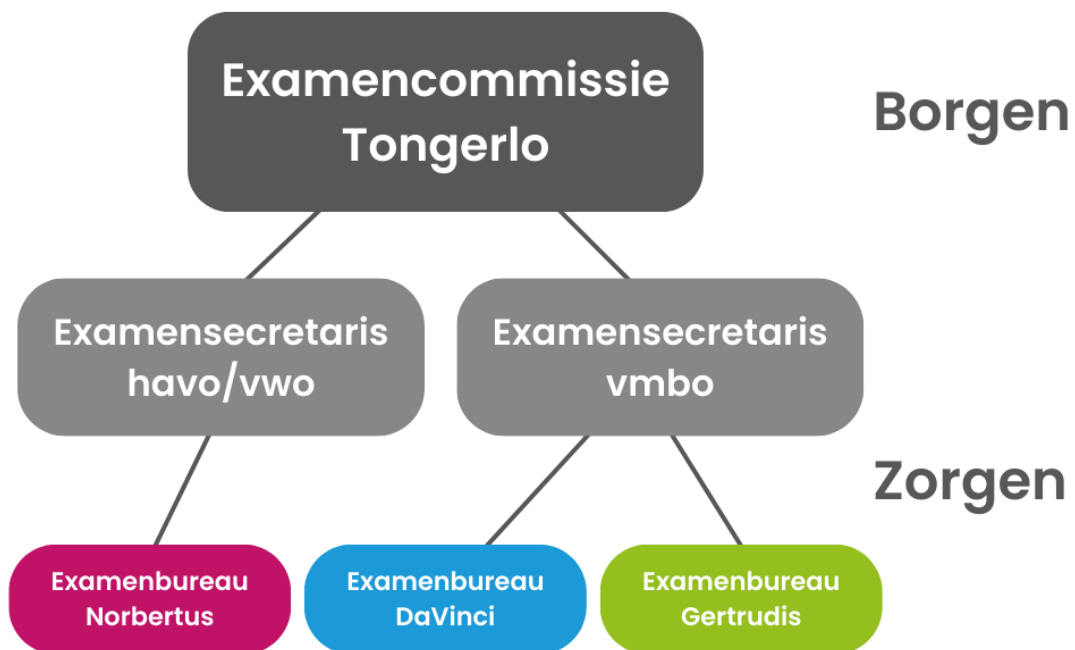 Examencommissie
Tongerlo
Borgen
Examensecretaris
havo/vwo
Examensecretaris
vmbo
Zorgen
Examenbureau
Norbertus
Examenbureau
DaVinci
Examenbureau
Gertrudis